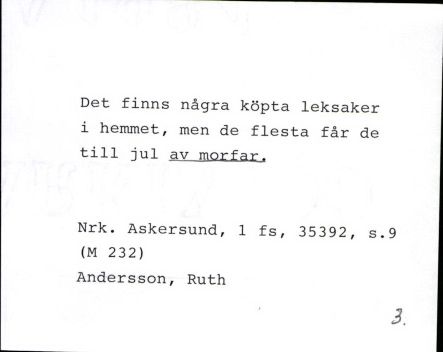 Det finns några köpta leksaker
i hemmet, men de flesta får de
till jul av morfar.
Nrk. Askersund, 1 fs, 35392, s.9
(M 232)
Andersson, Ruth
3.